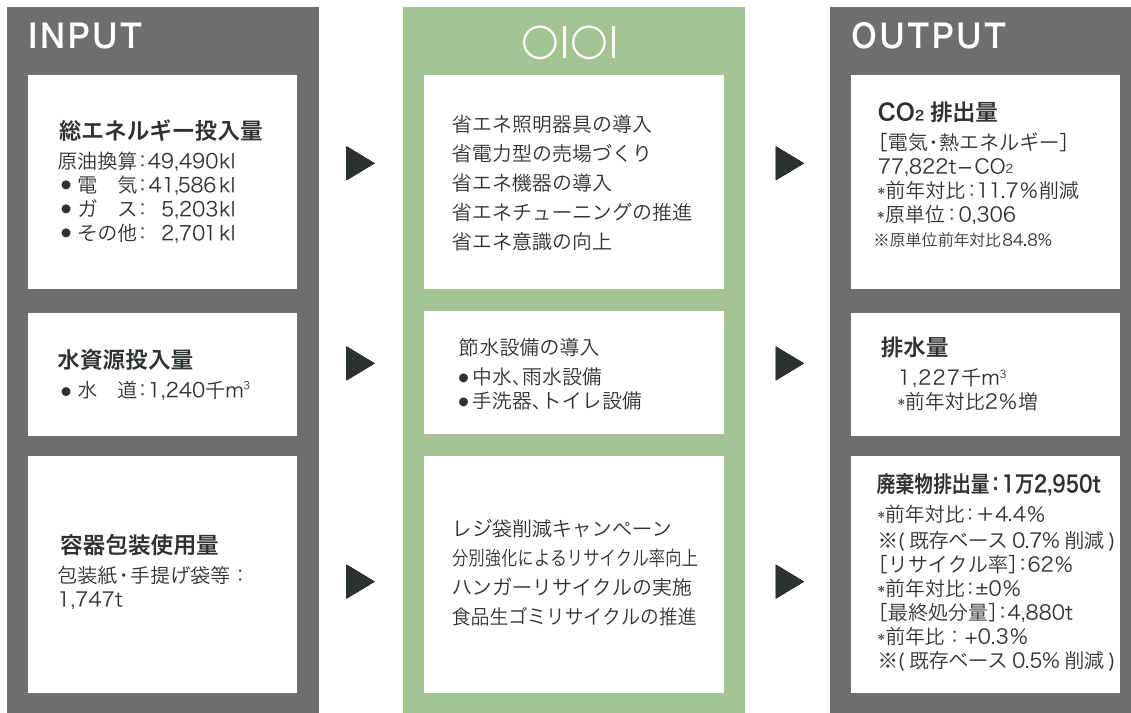 INPUT
総エネルギー投入量
原油換算：49,490kl
● 電　気：41,586kl
● ガ　ス：　5,203kl
● その他：　2,701kl
水資源投入量
● 水　道：1,240千m³
容器包装使用量
包装紙・手提げ袋等：
1,747t
○|○|
省エネ照明器具の導入
省電力型の売場づくり
省エネ機器の導入
省エネチューニングの推進
省エネ意識の向上
節水設備の導入
●中水、雨水設備
●手洗器、トイレ設備
レジ袋削減キャンペーン
分別強化によるリサイクル率向上
ハンガーリサイクルの実施
食品生ゴミリサイクルの推進
OUTPUT
CO₂ 排出量
［電気・熱エネルギー］
77,822t－CO₂
*前年対比：11.7%削減
*原単位：0,306
※原単位前年対比84.8%
排水量
1,227千m³
*前年対比2%増
廃棄物排出量：1万2,950t
*前年対比：＋4.4%
※( 既存ベース 0.7% 削減 )
［リサイクル率］：62%
*前年対比：±0%
［最終処分量］：4,880t
*前年比：+0.3%
※( 既存ベース 0.5% 削減 )